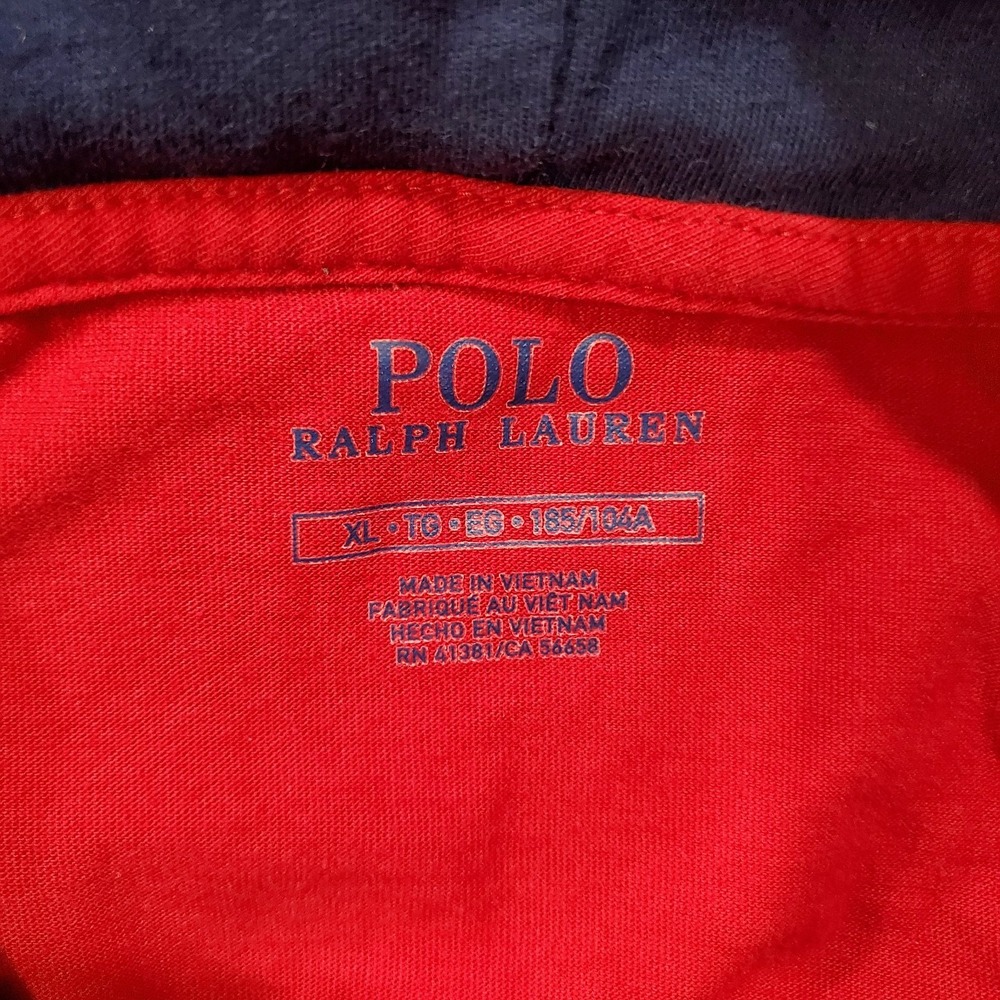 POLO
RALPH LAUREN
XL • TG • EG • 185/104A
MADE IN VIETNAM
FABRIQUÉ AU VIÊT NAM
HECHO EN VIETNAM
RN 41381/CA 56658